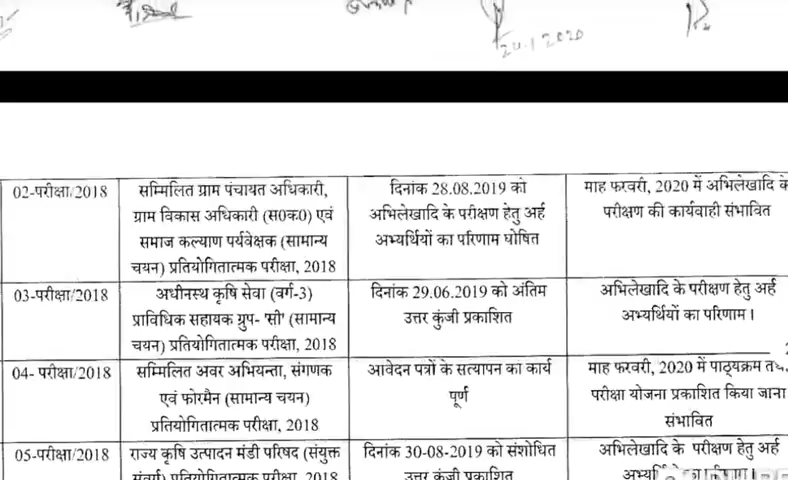 24.1.2020
02-परीक्षा/2018
सम्मिलित ग्राम पंचायत अधिकारी,
ग्राम विकास अधिकारी (स0क0) एवं
समाज कल्याण पर्यवेक्षक (सामान्य
चयन) प्रतियोगितात्मक परीक्षा, 2018
दिनांक 28.08.2019 को
अभिलेखादि के परीक्षण हेतु अर्ह
अभ्यर्थियों का परिणाम घोषित
माह फरवरी, 2020 में अभिलेखादि के
परीक्षण की कार्यवाही संभावित
03-परीक्षा/2018
अधीनस्थ कृषि सेवा (वर्ग-3)
प्राविधिक सहायक ग्रुप- 'सी' (सामान्य
चयन) प्रतियोगितात्मक परीक्षा, 2018
दिनांक 29.06.2019 को अंतिम
उत्तर कुंजी प्रकाशित
अभिलेखादि के परीक्षण हेतु अर्ह
अभ्यर्थियों का परिणाम।
04- परीक्षा/2018
सम्मिलित अवर अभियन्ता, संगणक
एवं फोरमैन (सामान्य चयन)
प्रतियोगितात्मक परीक्षा, 2018
आवेदन पत्रों के सत्यापन का कार्य
पूर्ण
माह फरवरी, 2020 में पाठ्यक्रम
परीक्षा योजना प्रकाशित किया जाना
संभावित
05-परीक्षा/2018
राज्य कृषि उत्पादन मंडी परिषद (संयुक्त
संवर्ग) प्रतियोगितात्मक परीक्षा, 2018
दिनांक 30-08-2019 को संशोधित
उत्तर कुंजी प्रकाशित
अभिलेखादि के परीक्षण हेतु अर्ह